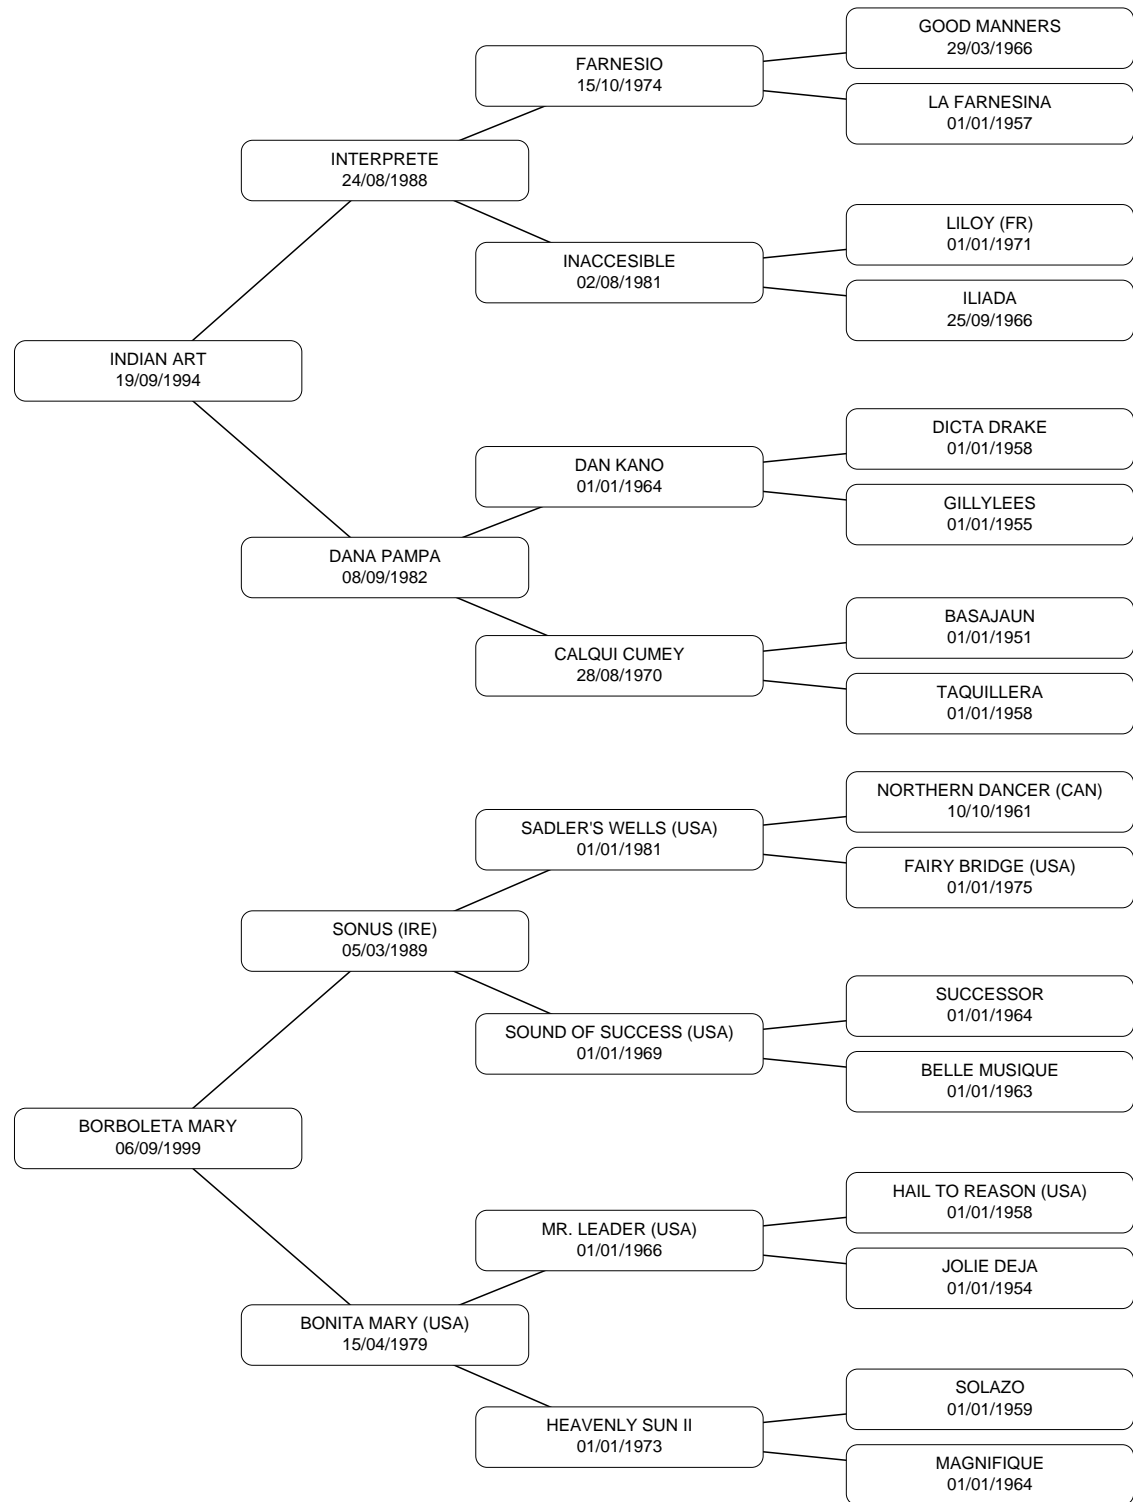 GOOD MANNERS
29/03/1966
FARNESIO
15/10/1974
LA FARNESINA
01/01/1957
INTERPRETE
24/08/1988
LILOY (FR)
01/01/1971
INACCESIBLE
02/08/1981
ILIADA
25/09/1966
INDIAN ART
19/09/1994
DICTA DRAKE
01/01/1958
DAN KANO
01/01/1964
GILLYLEES
01/01/1955
DANA PAMPA
08/09/1982
BASAJAUN
01/01/1951
CALQUI CUMEY
28/08/1970
TAQUILLERA
01/01/1958
NORTHERN DANCER (CAN)
10/10/1961
SADLER'S WELLS (USA)
01/01/1981
FAIRY BRIDGE (USA)
01/01/1975
SONUS (IRE)
05/03/1989
SUCCESSOR
01/01/1964
SOUND OF SUCCESS (USA)
01/01/1969
BELLE MUSIQUE
01/01/1963
BORBOLETA MARY
06/09/1999
HAIL TO REASON (USA)
01/01/1958
MR. LEADER (USA)
01/01/1966
JOLIE DEJA
01/01/1954
BONITA MARY (USA)
15/04/1979
SOLAZO
01/01/1959
HEAVENLY SUN II
01/01/1973
MAGNIFIQUE
01/01/1964